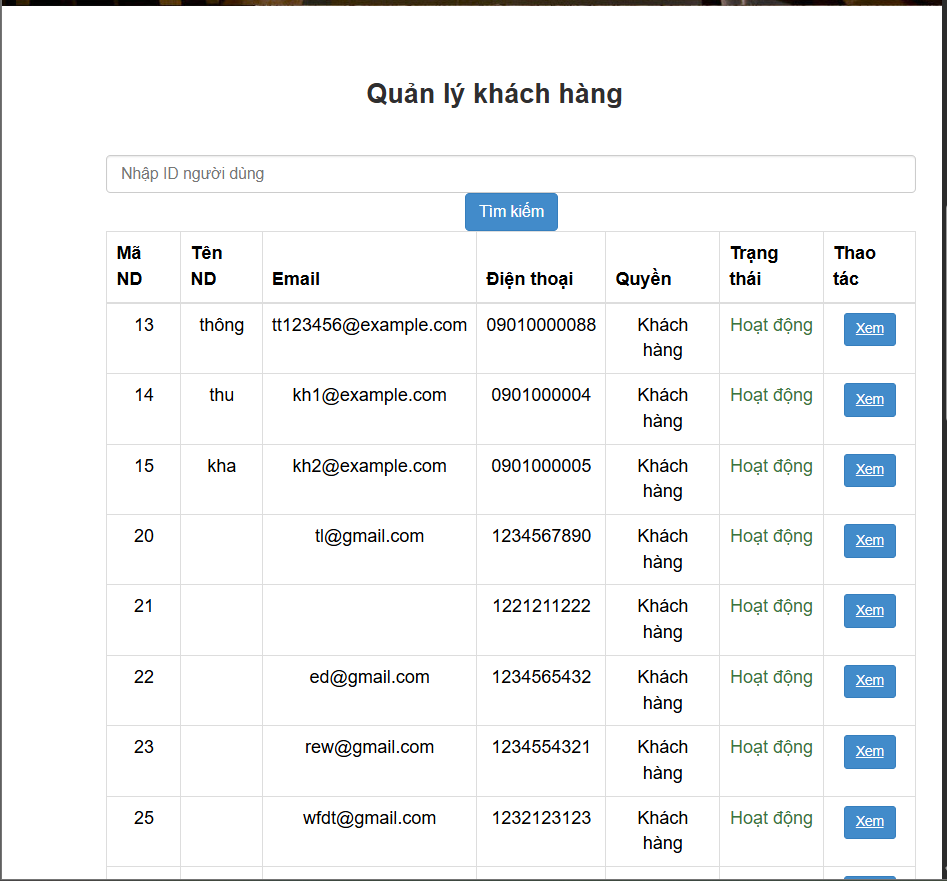 Quản lý khách hàng
Nhập ID người dùng
Tìm kiếm
Mã ND Tên ND Email Điện thoại Quyền Trạng thái Thao tác
13 thông tt123456@example.com 09010000088 Khách hàng Hoạt động Xem
14 thu kh1@example.com 0901000004 Khách hàng Hoạt động Xem
15 kha kh2@example.com 0901000005 Khách hàng Hoạt động Xem
20 tl@gmail.com 1234567890 Khách hàng Hoạt động Xem
21 1221211222 Khách hàng Hoạt động Xem
22 ed@gmail.com 1234565432 Khách hàng Hoạt động Xem
23 rew@gmail.com 1234554321 Khách hàng Hoạt động Xem
25 wfdt@gmail.com 1232123123 Khách hàng Hoạt động Xem